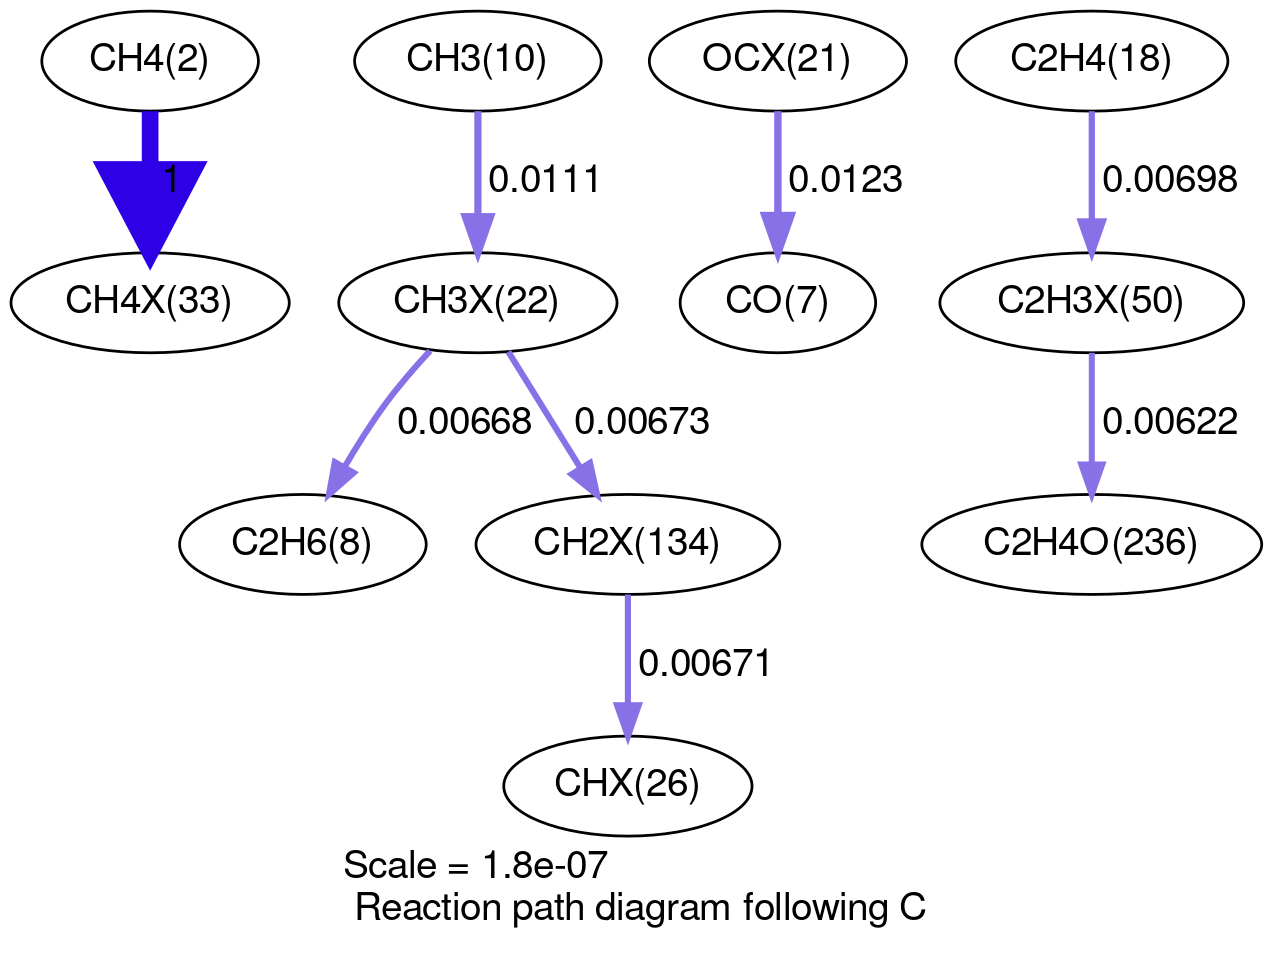 CH4(2)
CH3(10)
OCX(21)
C2H4(18)
1
0.0111
0.0123
0.00698
CH4X(33)
CH3X(22)
CO(7)
C2H3X(50)
0.00668
0.00673
0.00622
C2H6(8)
CH2X(134)
C2H4O(236)
0.00671
CHX(26)
Scale = 1.8e-07
Reaction path diagram following C